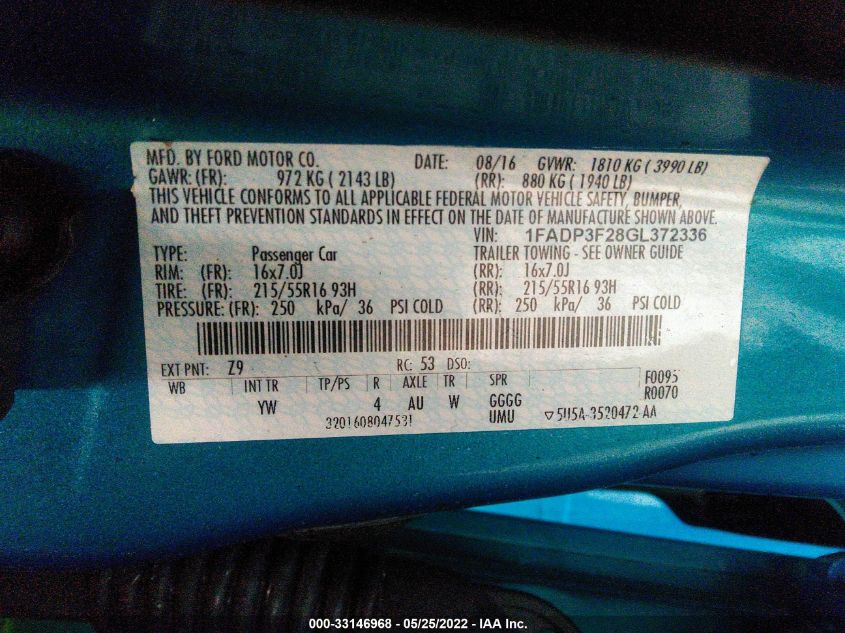 MFD. BY FORD MOTOR CO. DATE: 08/16 GVWR: 1810 KG ( 3990 LB)
GAWR: (FR): 972 KG ( 2143 LB) (RR): 880 KG ( 1940 LB)
THIS VEHICLE CONFORMS TO ALL APPLICABLE FEDERAL MOTOR VEHICLE SAFETY, BUMPER,
AND THEFT PREVENTION STANDARDS IN EFFECT ON THE DATE OF MANUFACTURE SHOWN ABOVE.
VIN: 1FADP3F28GL372336
TYPE: Passenger Car TRAILER TOWING - SEE OWNER GUIDE
RIM: (FR): 16x7.0J (RR): 16x7.0J
TIRE: (FR): 215/55R16 93H (RR): 215/55R16 93H
PRESSURE: (FR): 250 kPa/ 36 PSI COLD (RR): 250 kPa/ 36 PSI COLD
EXT PNT: Z9 RC: 53 DSO:
WB INT TR TP/PS R AXLE TR SPR F0095
R0070
YW 4 AU W GGGG
UMU
320160804753! ▽ 5U5A-3520472-AA
000-33146968 - 05/25/2022 - IAA Inc.